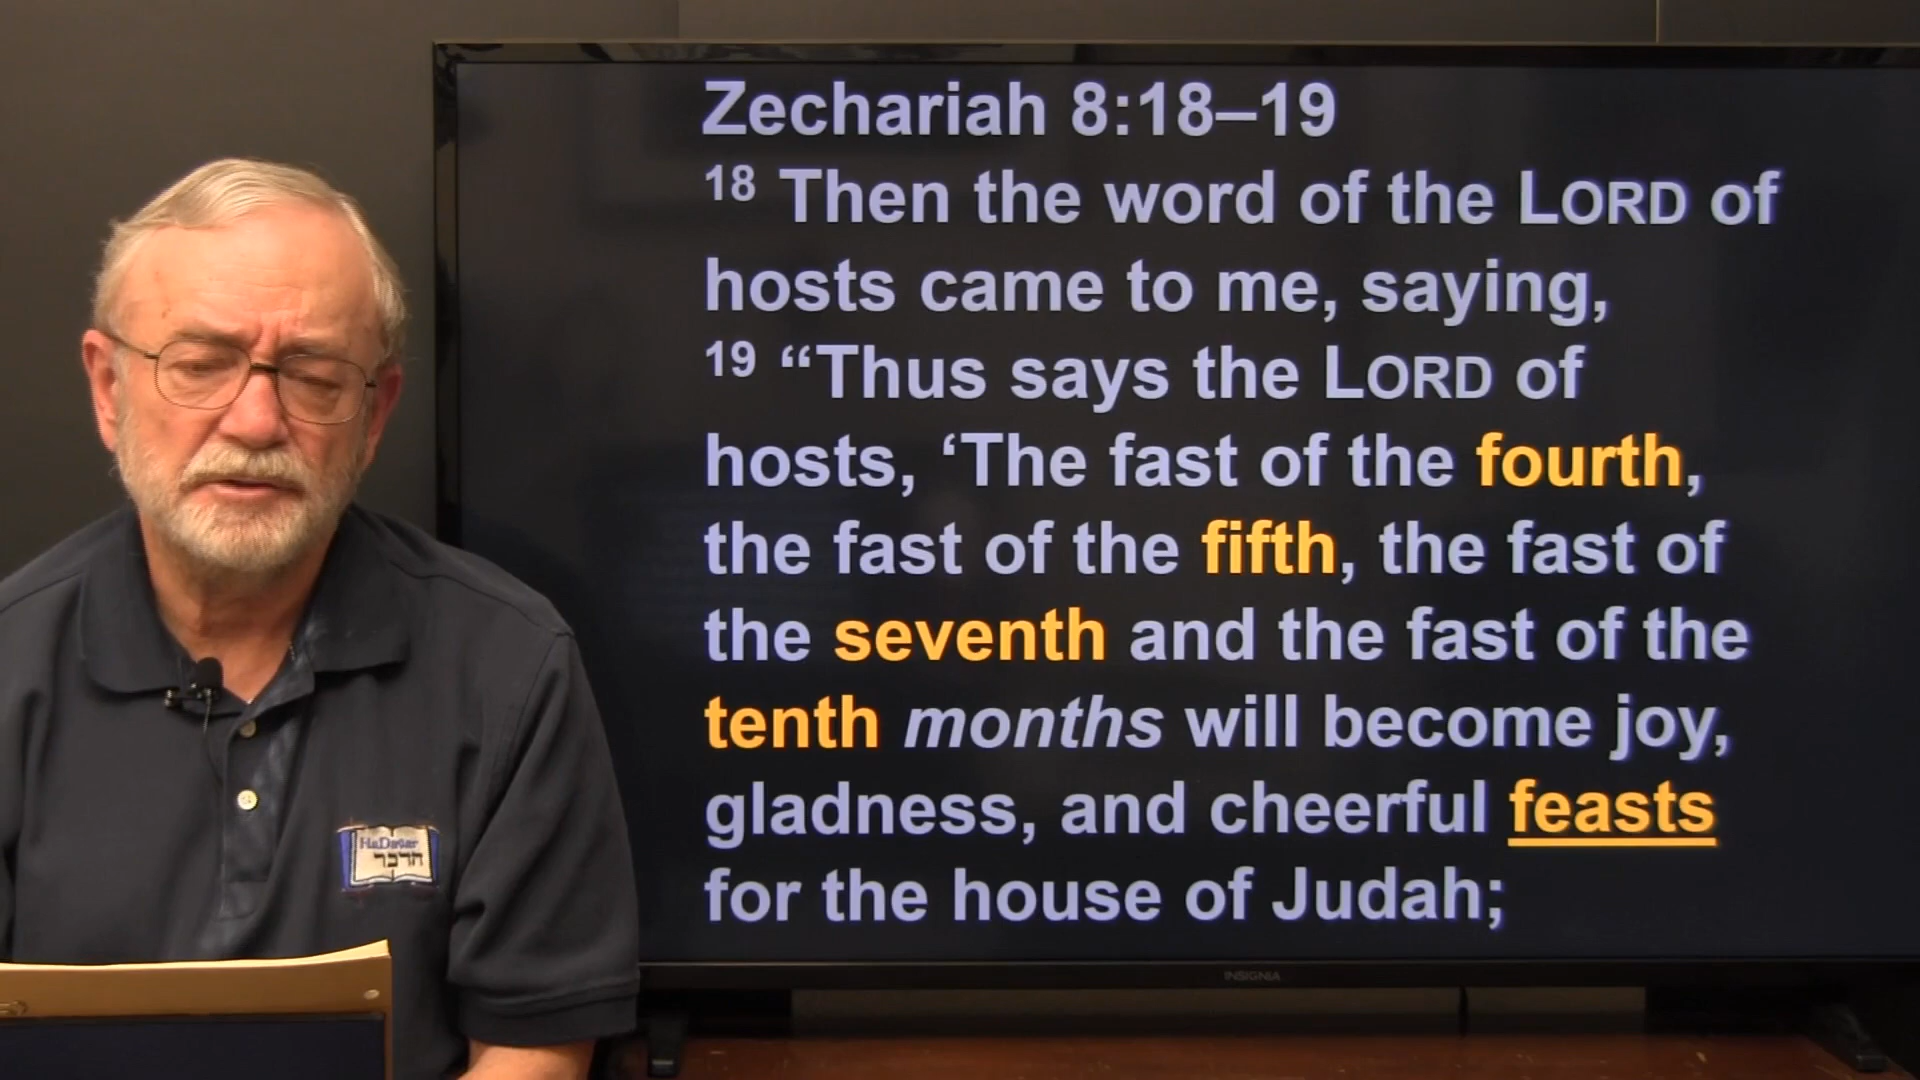 Zechariah 8:18–19
18 Then the word of the LORD of
hosts came to me, saying,
19 “Thus says the LORD of
hosts, ‘The fast of the fourth,
the fast of the fifth, the fast of
the seventh and the fast of the
tenth months will become joy,
gladness, and cheerful feasts
for the house of Judah;
INSIGNIA
HaDavar
הדבר